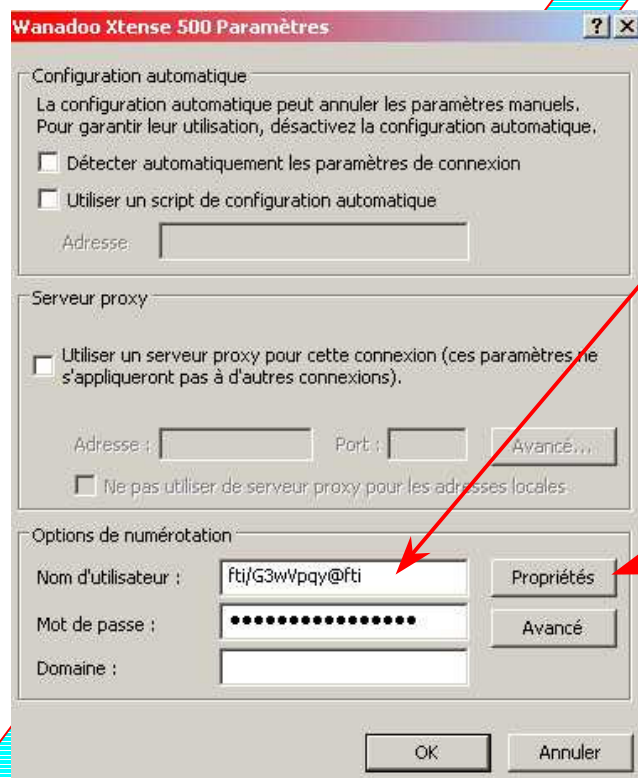 Wanadoo Xtense 500 Paramètres
Configuration automatique
La configuration automatique peut annuler les paramètres manuels.
Pour garantir leur utilisation, désactivez la configuration automatique.
Détecter automatiquement les paramètres de connexion
Utiliser un script de configuration automatique
Adresse
Serveur proxy
Utiliser un serveur proxy pour cette connexion (ces paramètres ne
s'appliqueront pas à d'autres connexions).
Adresse : Port : Avancé...
Ne pas utiliser de serveur proxy pour les adresses locales
Options de numérotation
Nom d'utilisateur : fti/G3wVpqy@fti Propriétés
Mot de passe : ●●●●●●●●●●●●●●●● Avancé
Domaine :
OK Annuler